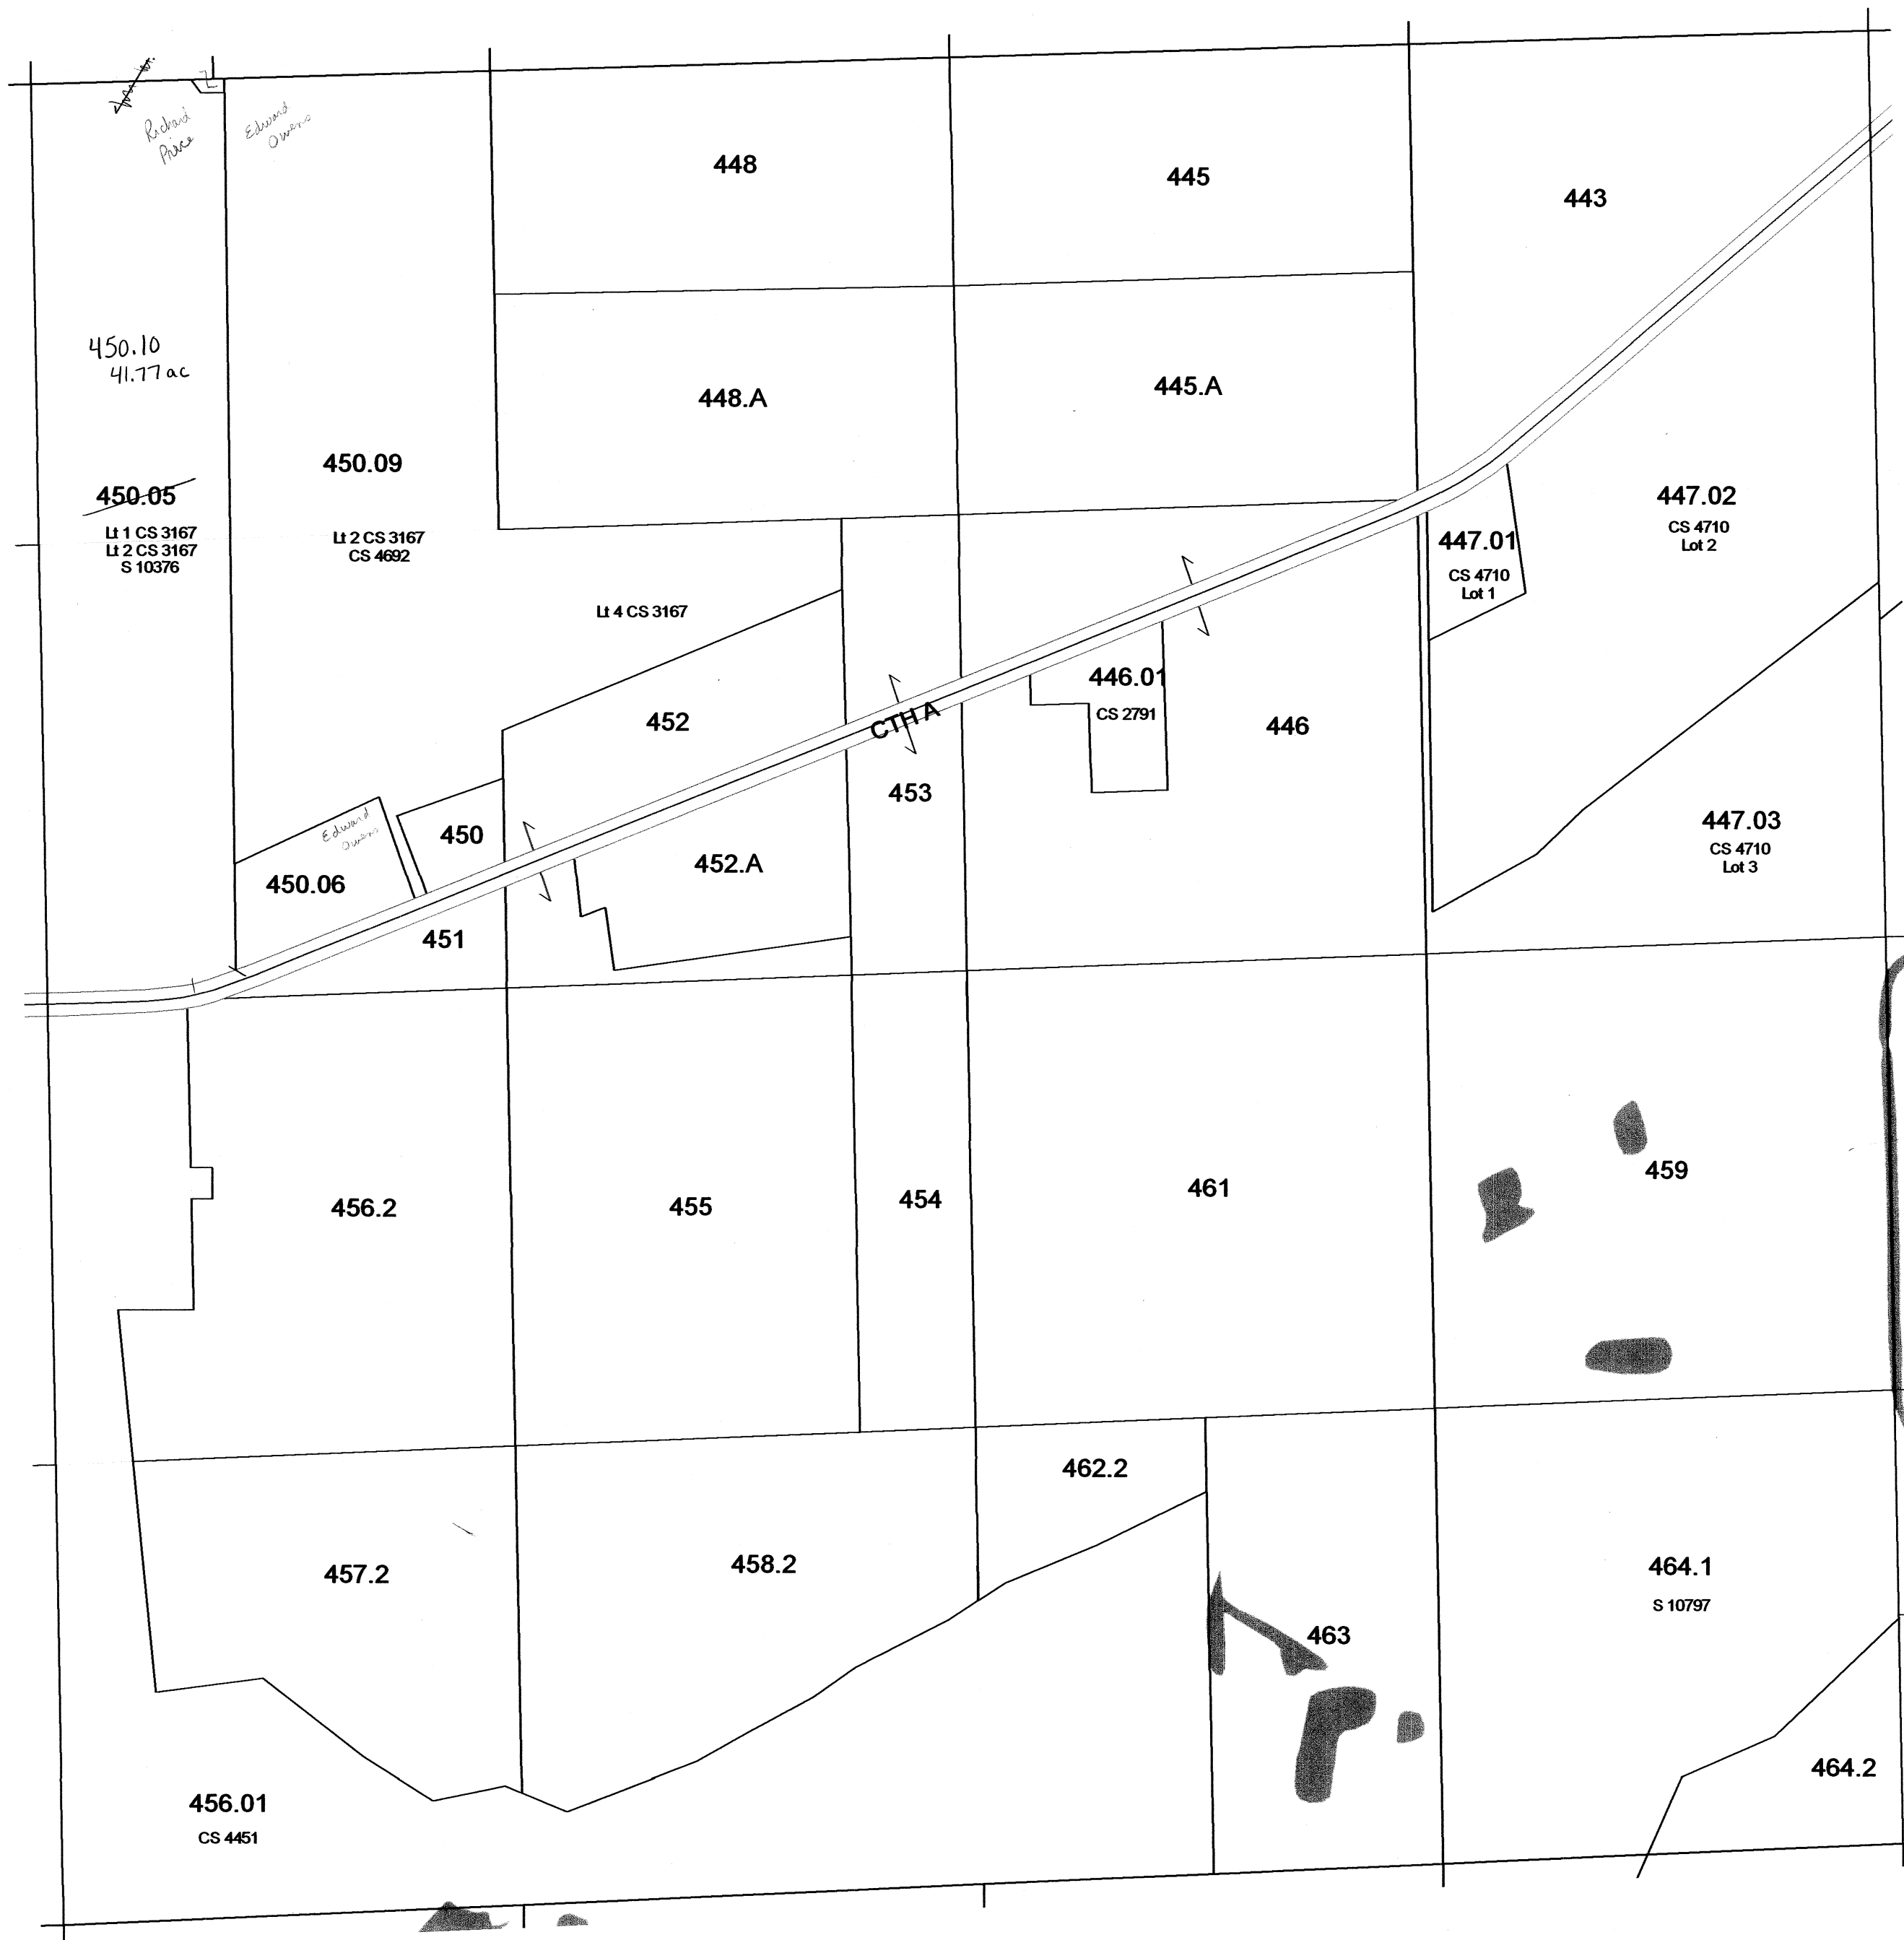 Richard
Price
Edward
Owens
448
445
443
450.10
41.77 ac
448.A
445.A
450.09
450.05
Lt 1 CS 3167
Lt 2 CS 3167
S 10376
Lt 2 CS 3167
CS 4692
447.02
CS 4710
Lot 2
447.01
CS 4710
Lot 1
Lt 4 CS 3167
446.01
CS 2791
452
CTH A
446
453
447.03
CS 4710
Lot 3
Edward
Owens
450
452.A
450.06
451
456.2
455
454
461
459
462.2
457.2
458.2
464.1
S 10797
463
464.2
456.01
CS 4451